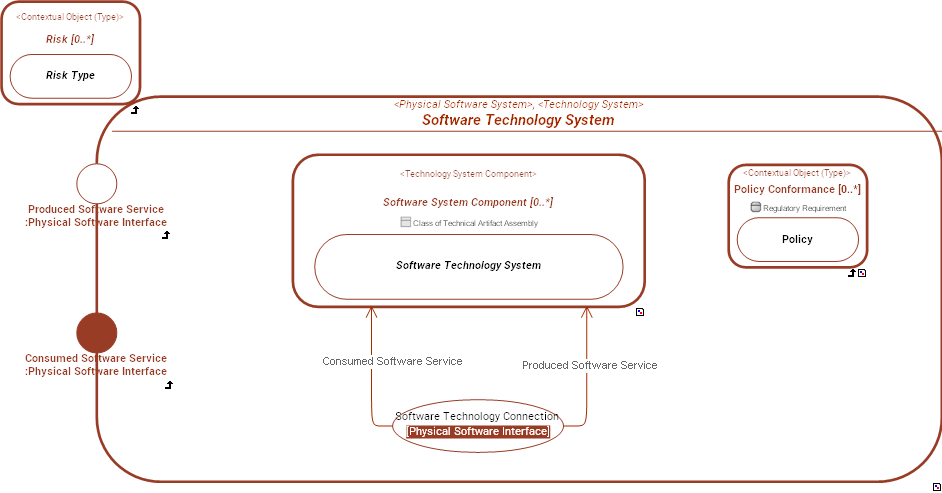 <Contextual Object (Type)>
Risk [0..*]
Risk Type
<Physical Software System>, <Technology System>
Software Technology System
Produced Software Service
:Physical Software Interface
Consumed Software Service
:Physical Software Interface
<Technology System Component>
Software System Component [0..*]
Class of Technical Artifact Assembly
Software Technology System
<Contextual Object (Type)>
Policy Conformance [0..*]
Regulatory Requirement
Policy
Consumed Software Service
Produced Software Service
Software Technology Connection
[Physical Software Interface]